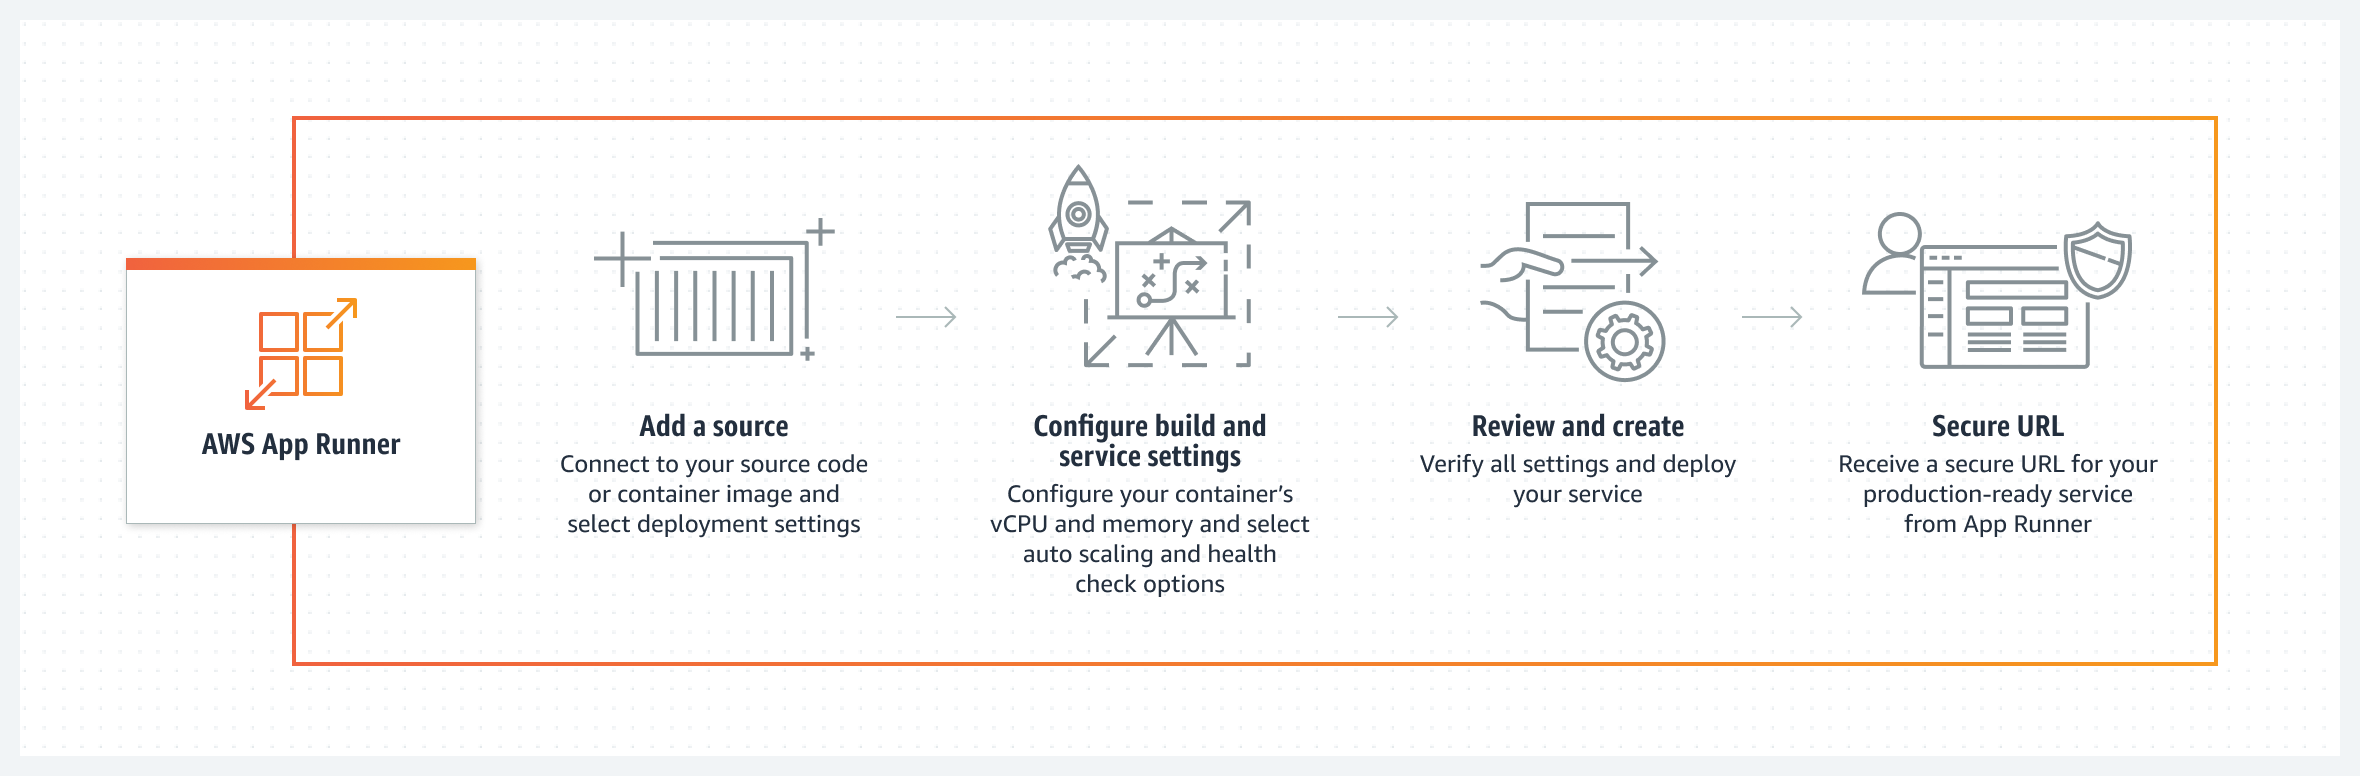 AWS App Runner
Add a source
Connect to your source code
or container image and
select deployment settings
Configure build and
service settings
Configure your container’s
vCPU and memory and select
auto scaling and health
check options
Review and create
Verify all settings and deploy
your service
Secure URL
Receive a secure URL for your
production-ready service
from App Runner